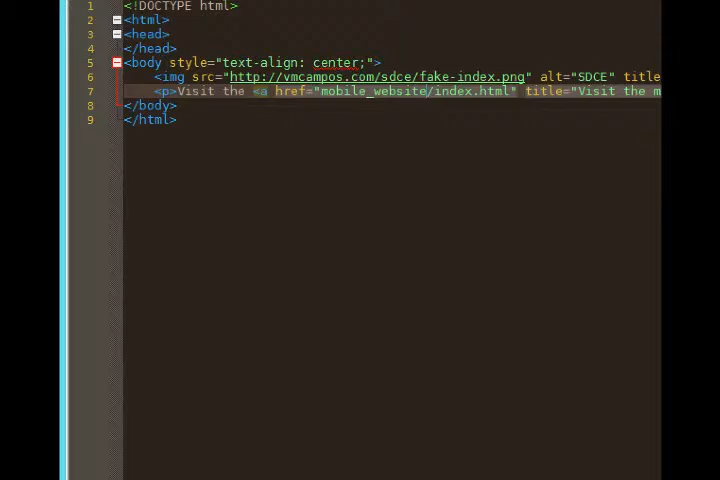 1 <!DOCTYPE html>
2 <html>
3 <head>
4 </head>
5 <body style="text-align: center;">
6 <img src="http://vmcampos.com/sdce/fake-index.png" alt="SDCE" title
7 <p>Visit the <a href="mobile_website/index.html" title="Visit the m
8 </body>
9 </html>